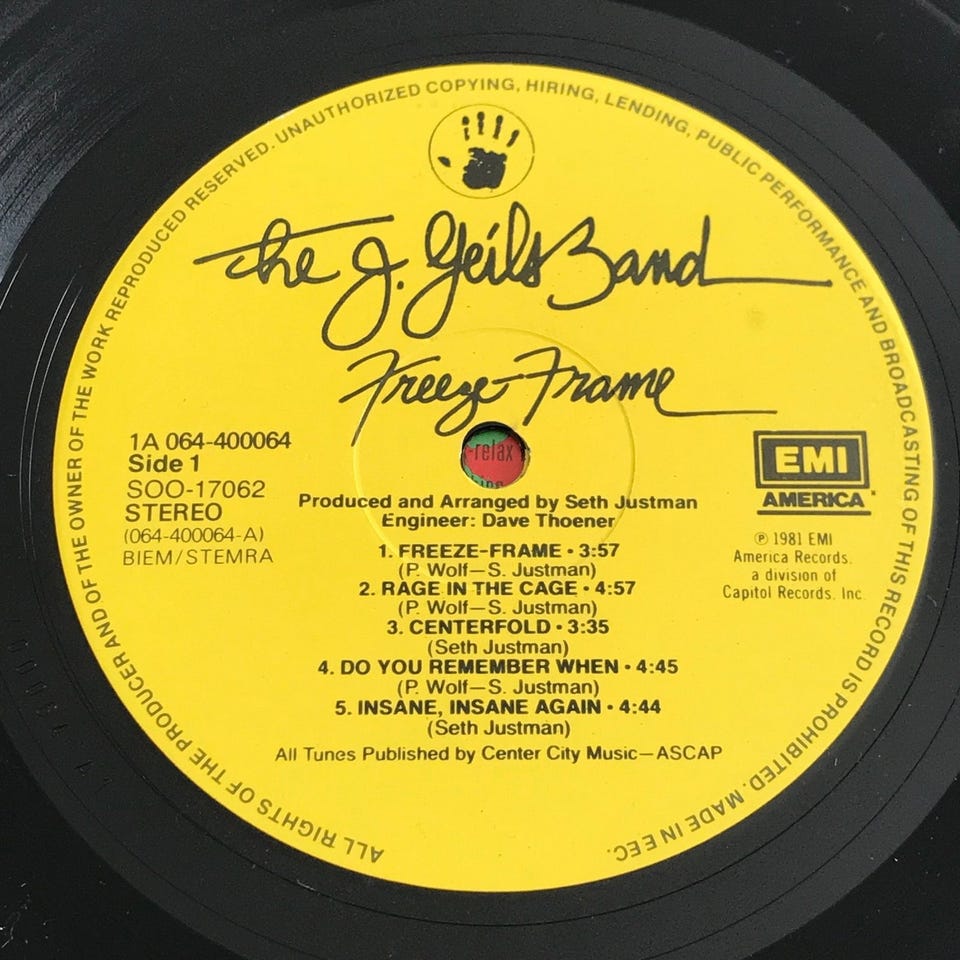 ALL RIGHTS OF THE PRODUCER AND OF THE OWNER OF THE WORK REPRODUCED RESERVED. UNAUTHORIZED COPYING, HIRING, LENDING, PUBLIC PERFORMANCE AND BROADCASTING OF THIS RECORD IS PROHIBITED. MADE IN EEC.
The J. Geils Band
Freeze-Frame
1A 064-400064
Side 1
SOO-17062
STEREO
(064-400064-A)
BIEM/STEMRA
-relax
EMI
AMERICA
℗ 1981 EMI
America Records,
a division of
Capitol Records, Inc.
Produced and Arranged by Seth Justman
Engineer: Dave Thoener
1. FREEZE-FRAME • 3:57
(P. Wolf—S. Justman)
2. RAGE IN THE CAGE • 4:57
(P. Wolf—S. Justman)
3. CENTERFOLD • 3:35
(Seth Justman)
4. DO YOU REMEMBER WHEN • 4:45
(P. Wolf—S. Justman)
5. INSANE, INSANE AGAIN • 4:44
(Seth Justman)
All Tunes Published by Center City Music—ASCAP